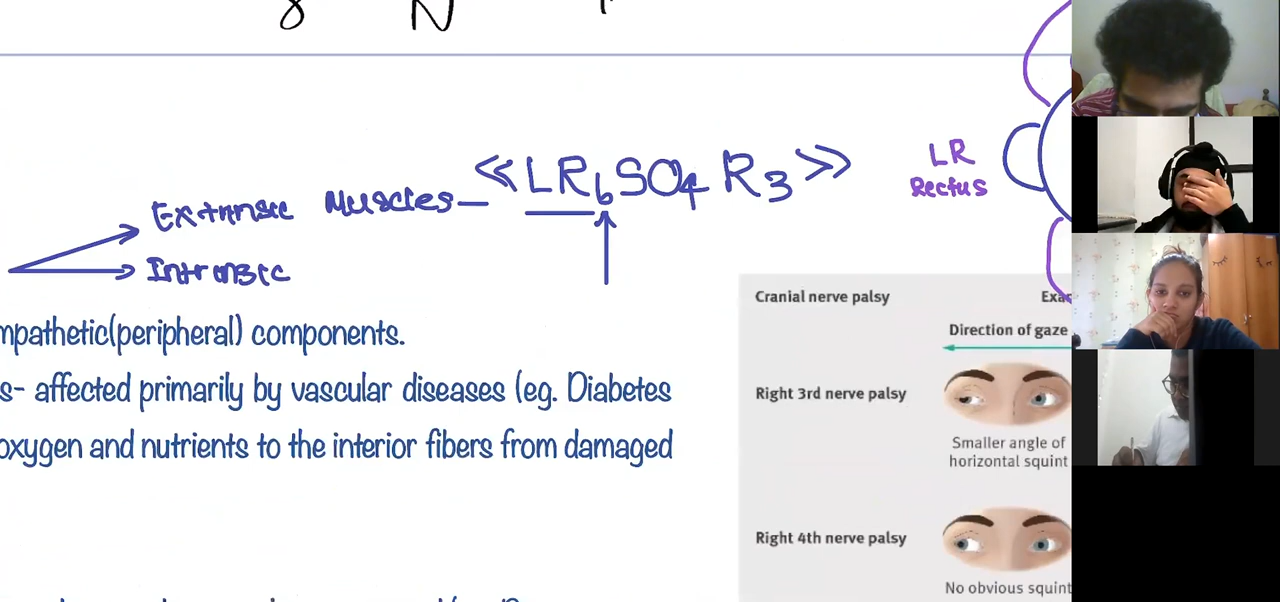 <<LR6SO4 R3>>
LR
Rectus
Extrinsic Muscles-
Intrinsic
Cranial nerve palsy
Direction of gaze
mpathetic(peripheral) components.
s- affected primarily by vascular diseases (eg. Diabetes
Right 3rd nerve palsy
oxygen and nutrients to the interior fibers from damaged
Smaller angle of
horizontal squint
Right 4th nerve palsy
No obvious squint